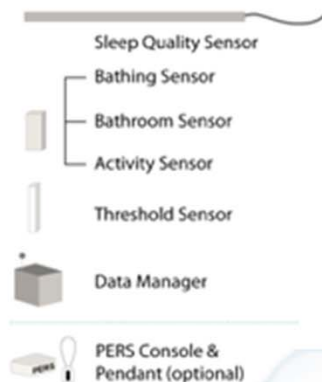 Sleep Quality Sensor
Bathing Sensor
Bathroom Sensor
Activity Sensor
Threshold Sensor
Data Manager
PERS
PERS Console &
Pendant (optional)